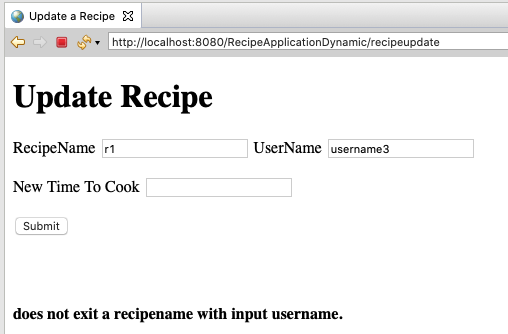 Update a Recipe
http://localhost:8080/RecipeApplicationDynamic/recipeupdate
Update Recipe
RecipeName r1 UserName username3
New Time To Cook
Submit
does not exit a recipename with input username.